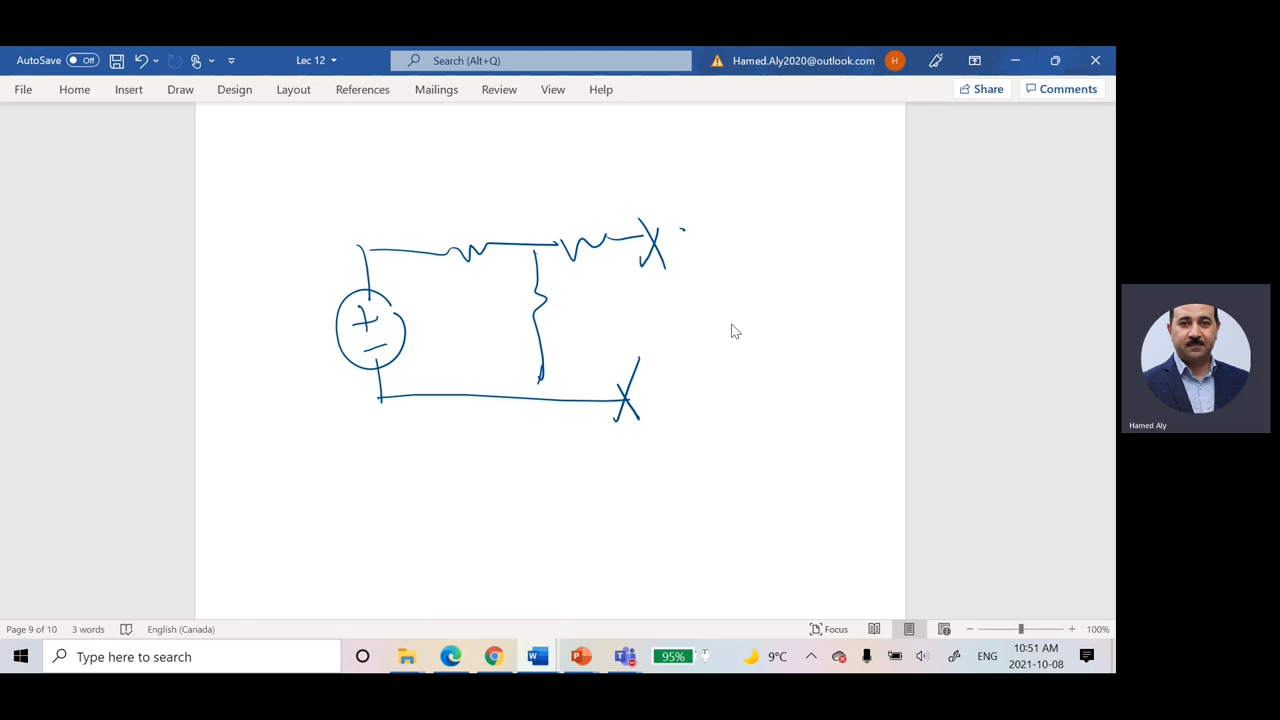 AutoSave Off Lec 12 Search (Alt+Q) Hamed.Aly2020@outlook.com H
File Home Insert Draw Design Layout References Mailings Review View Help Share Comments
X
+
−
X
Hamed Aly
Page 9 of 10 3 words English (Canada) Focus 100%
Type here to search 95% 9°C ENG 10:51 AM
2021-10-08